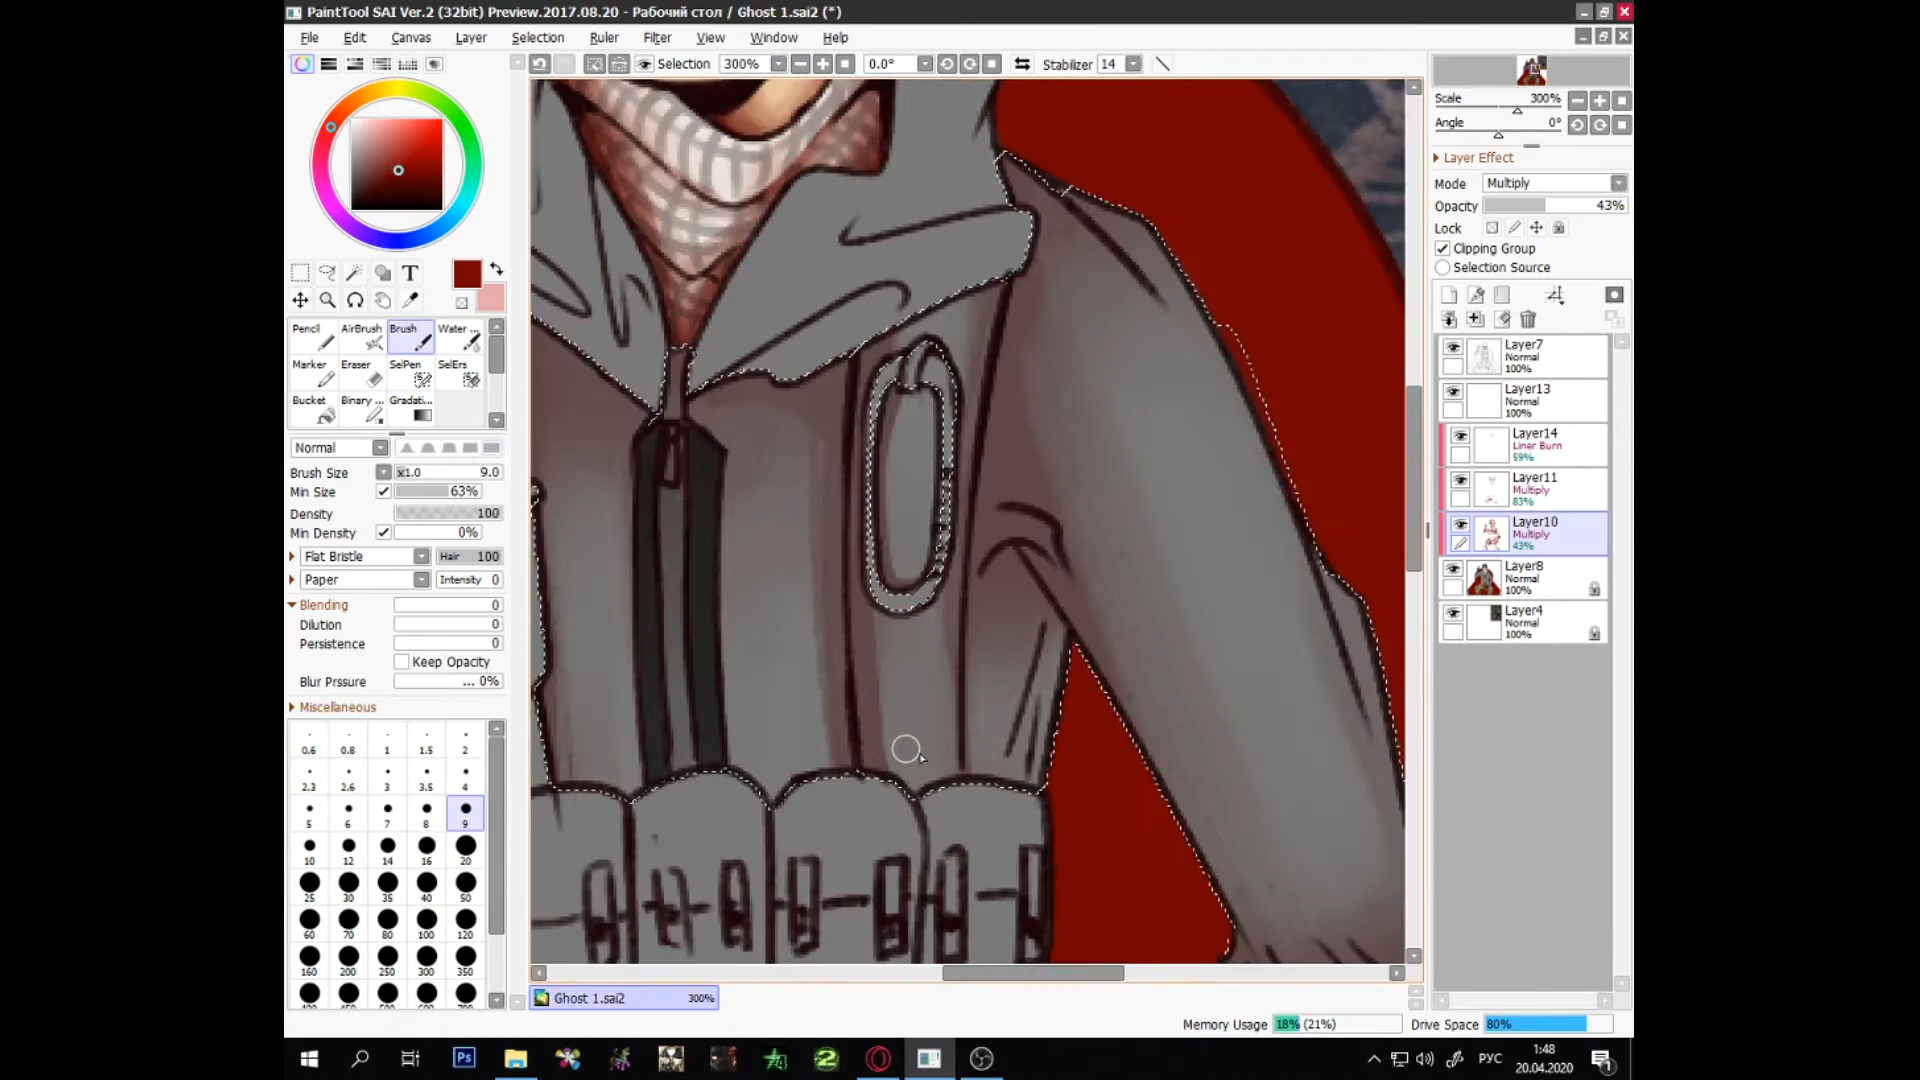 PaintTool SAI Ver.2 (32bit) Preview.2017.08.20 - Рабочий стол / Ghost 1.sai2 (*)
File Edit Canvas Layer Selection Ruler Filter View Window Help
Selection 300% 0.0° Stabilizer 14
Scale 300%
Angle 0°
Layer Effect
Mode Multiply
Opacity 43%
Lock
Clipping Group
Selection Source
T
Pencil AirBrush Brush Water ...
Marker Eraser SelPen SelErs
Bucket Binary ... Gradati...
Normal
Brush Size x1.0 9.0
Min Size 63%
Density 100
Min Density 0%
Flat Bristle Hair 100
Paper Intensity 0
Blending 0
Dilution 0
Persistence 0
Keep Opacity
Blur Prssure ... 0%
Miscellaneous
0.6 0.8 1 1.5 2
2.3 2.6 3 3.5 4
5 6 7 8 9
10 12 14 16 20
25 30 35 40 50
60 70 80 100 120
160 200 250 300 350
Layer7
Normal
100%
Layer13
Normal
100%
Layer14
Liner Burn
59%
Layer11
Multiply
83%
Layer10
Multiply
43%
Layer8
Normal
100%
Layer4
Normal
100%
Ghost 1.sai2 300%
Memory Usage 18% (21%) Drive Space 80%
Ps
2
РУС
1:48
20.04.2020
1